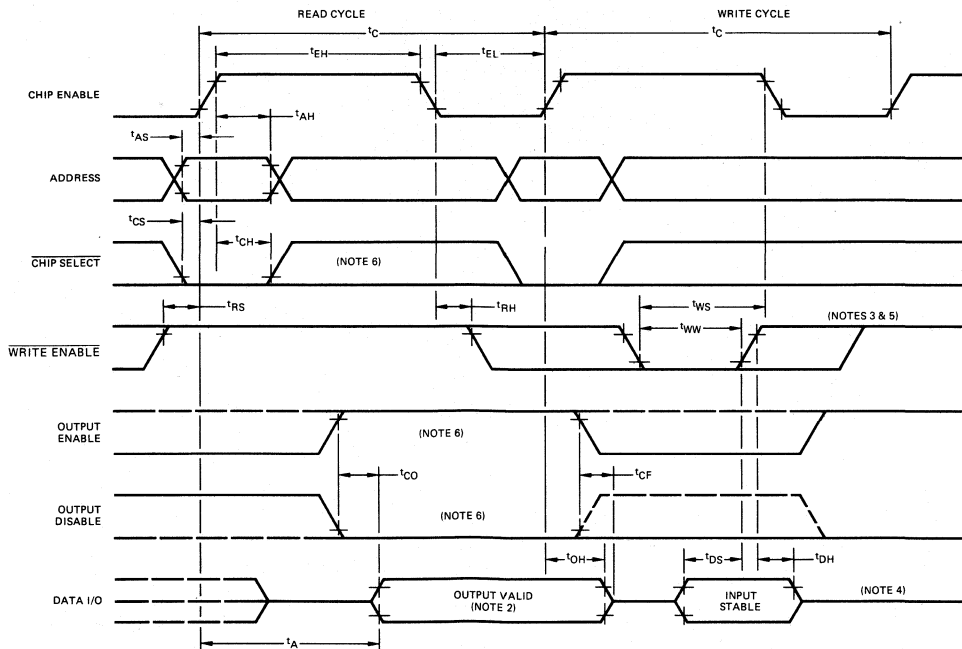 READ CYCLE
WRITE CYCLE
tC
tC
tEH
tEL
CHIP ENABLE
tAH
tAS
ADDRESS
tCS
tCH
CHIP SELECT
(NOTE 6)
tRS
tRH
tWS
tWW
(NOTES 3 & 5)
WRITE ENABLE
OUTPUT
ENABLE
(NOTE 6)
tCO
tCF
OUTPUT
DISABLE
(NOTE 6)
tOH
tDS
tDH
DATA I/O
OUTPUT VALID
(NOTE 2)
INPUT
STABLE
(NOTE 4)
tA